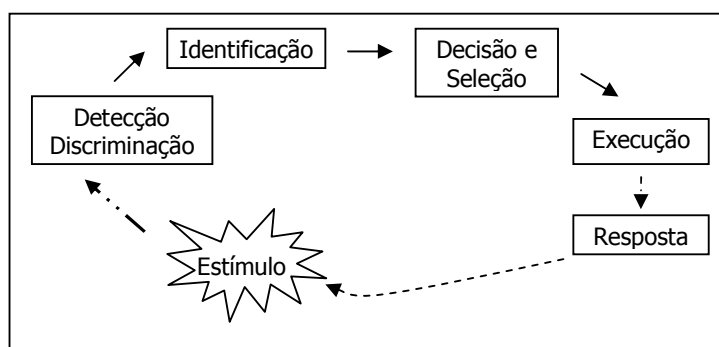 Identificação
Decisão e
Seleção
Detecção
Discriminação
Execução
Resposta
Estímulo